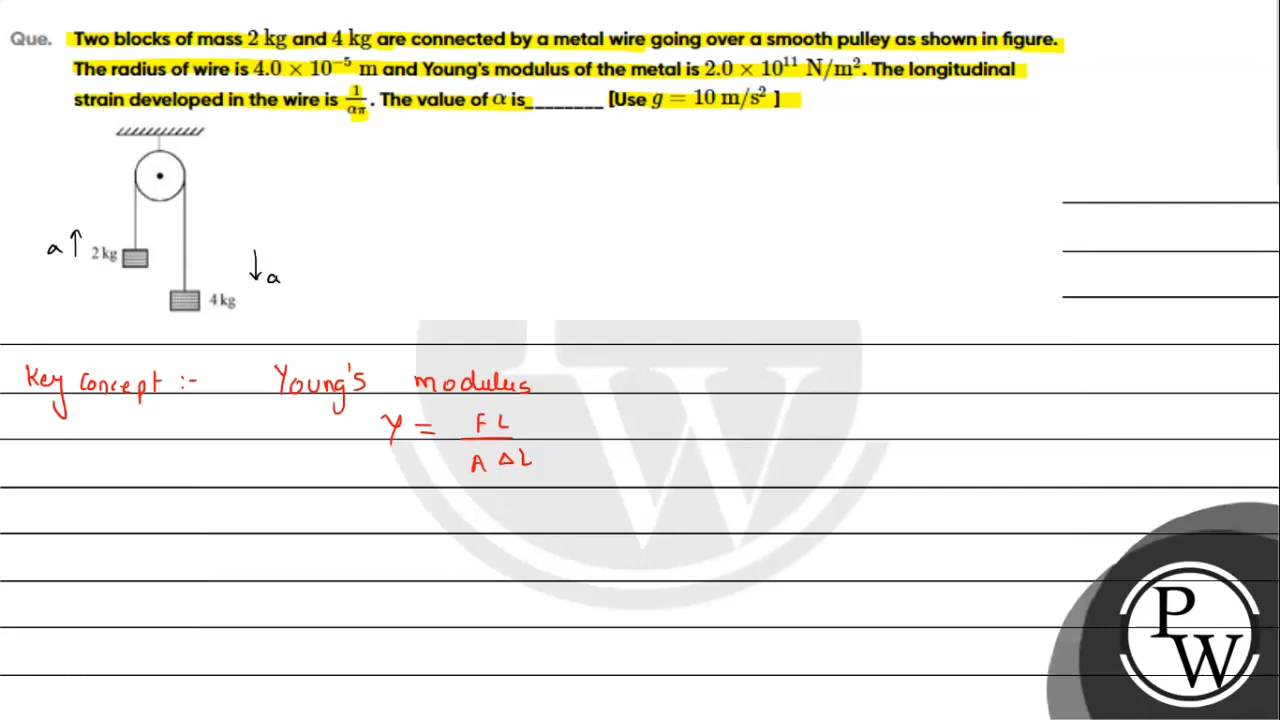 Que. Two blocks of mass 2 kg and 4 kg are connected by a metal wire going over a smooth pulley as shown in figure.
The radius of wire is 4.0 × 10⁻⁵ m and Young's modulus of the metal is 2.0 × 10¹¹ N/m². The longitudinal
strain developed in the wire is 1/απ. The value of α is________ [Use g = 10 m/s² ]
a ↑ 2 kg
↓ a
4 kg
Key Concept :- Young's modulus
Y = FL / A ΔL
W
P
W